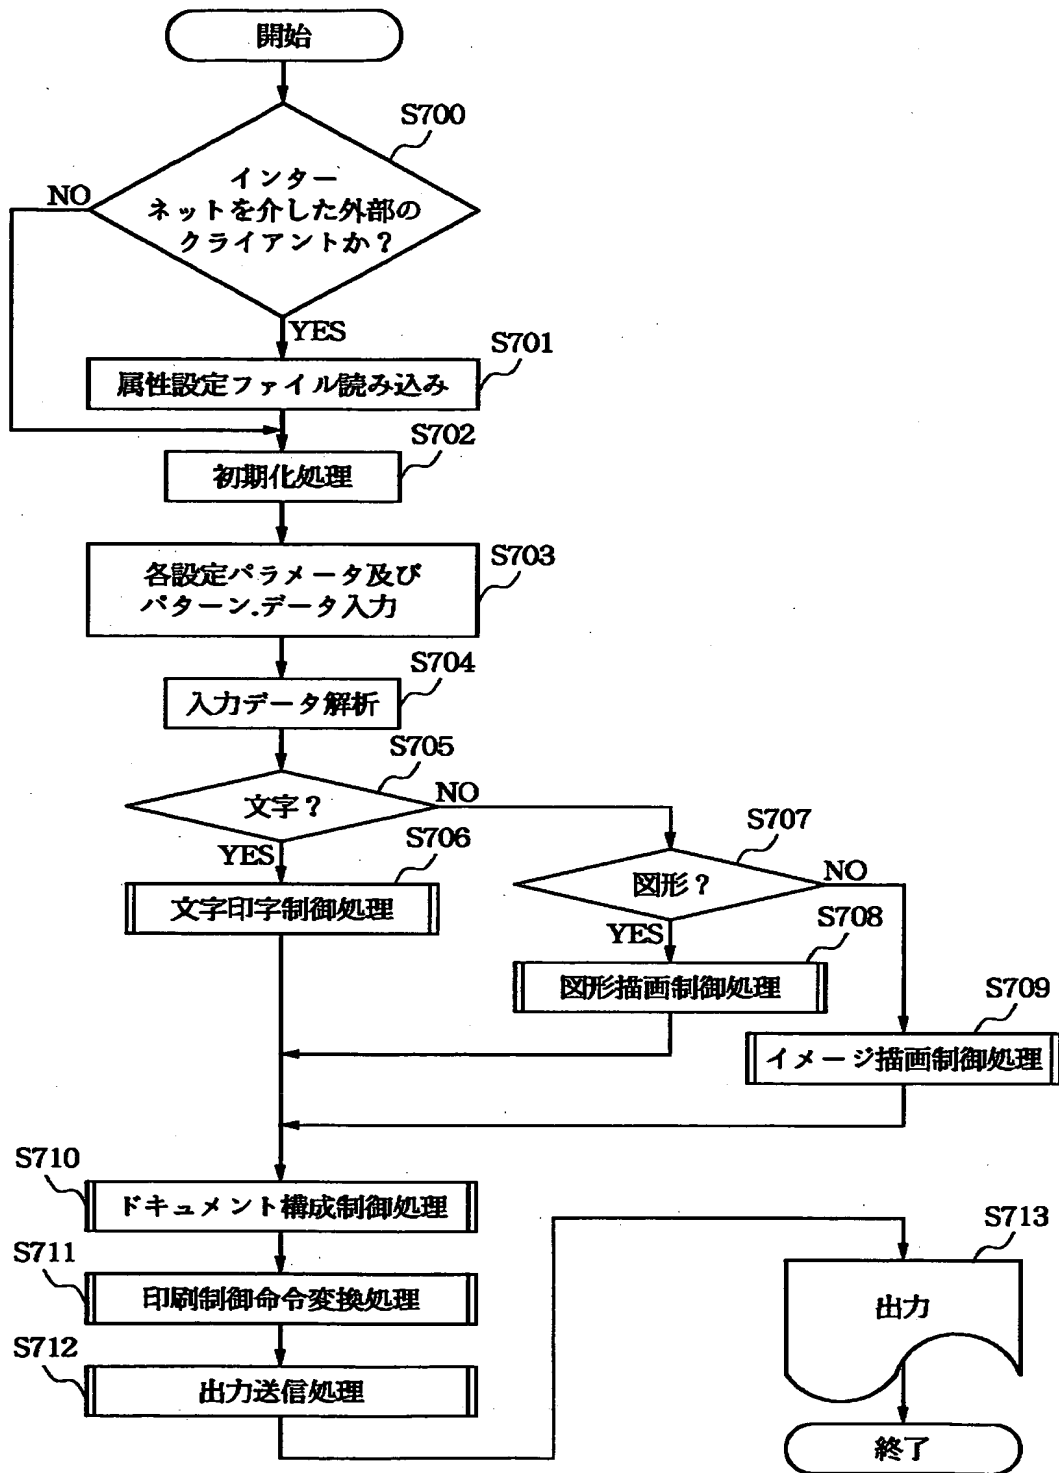 開始
S700
インター
ネットを介した外部の
クライアントか？
NO
YES
S701
属性設定ファイル読み込み
S702
初期化処理
S703
各設定パラメータ及び
パターン.データ入力
S704
入力データ解析
S705
文字？
NO
YES
S706
文字印字制御処理
S707
図形？
NO
YES
S708
図形描画制御処理
S709
イメージ描画制御処理
S710
ドキュメント構成制御処理
S711
印刷制御命令変換処理
S712
出力送信処理
S713
出力
終了